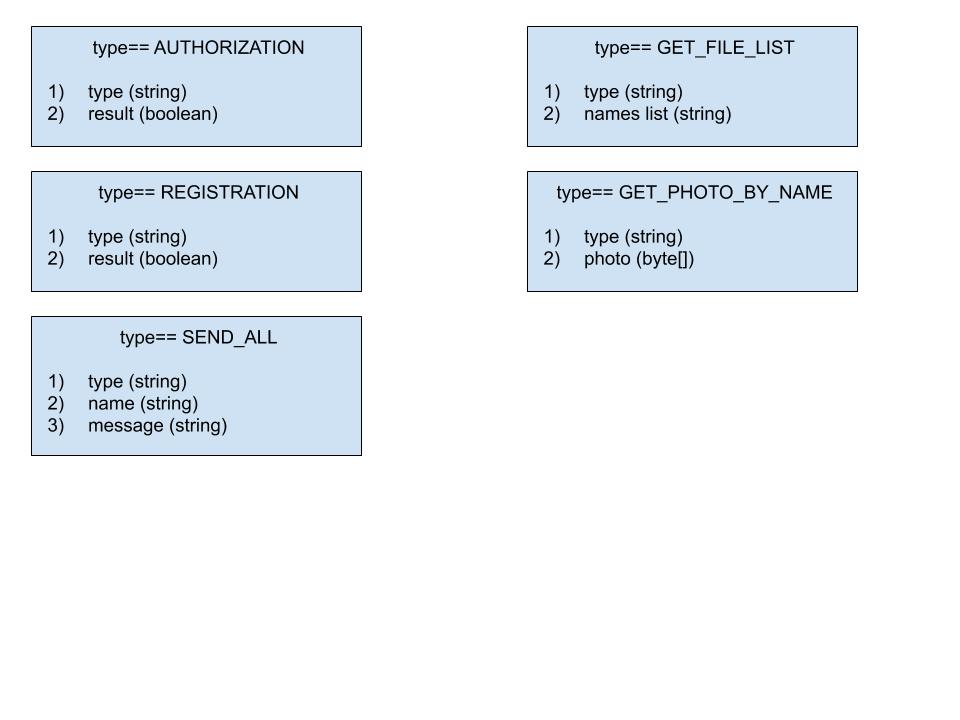 type== AUTHORIZATION
1) type (string)
2) result (boolean)
type== REGISTRATION
1) type (string)
2) result (boolean)
type== SEND_ALL
1) type (string)
2) name (string)
3) message (string)
type== GET_FILE_LIST
1) type (string)
2) names list (string)
type== GET_PHOTO_BY_NAME
1) type (string)
2) photo (byte[])